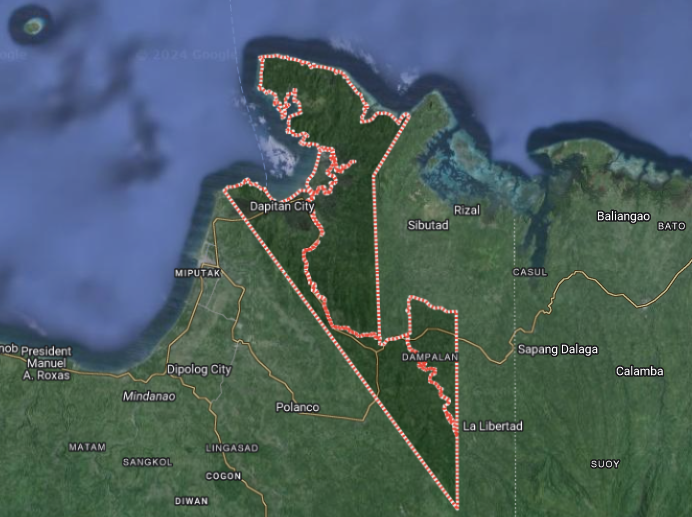 © 2024 Google
Dapitan City
Rizal
Sibutad
Baliangao
BATO
MIPUTAK
CASUL
President
Manuel
A. Roxas
Dipolog City
DAMPALAN
Sapang Dalaga
Calamba
Mindanao
Polanco
La Libertad
MATAM
LINGASAD
SANGKOL
COGON
SUOY
DIWAN